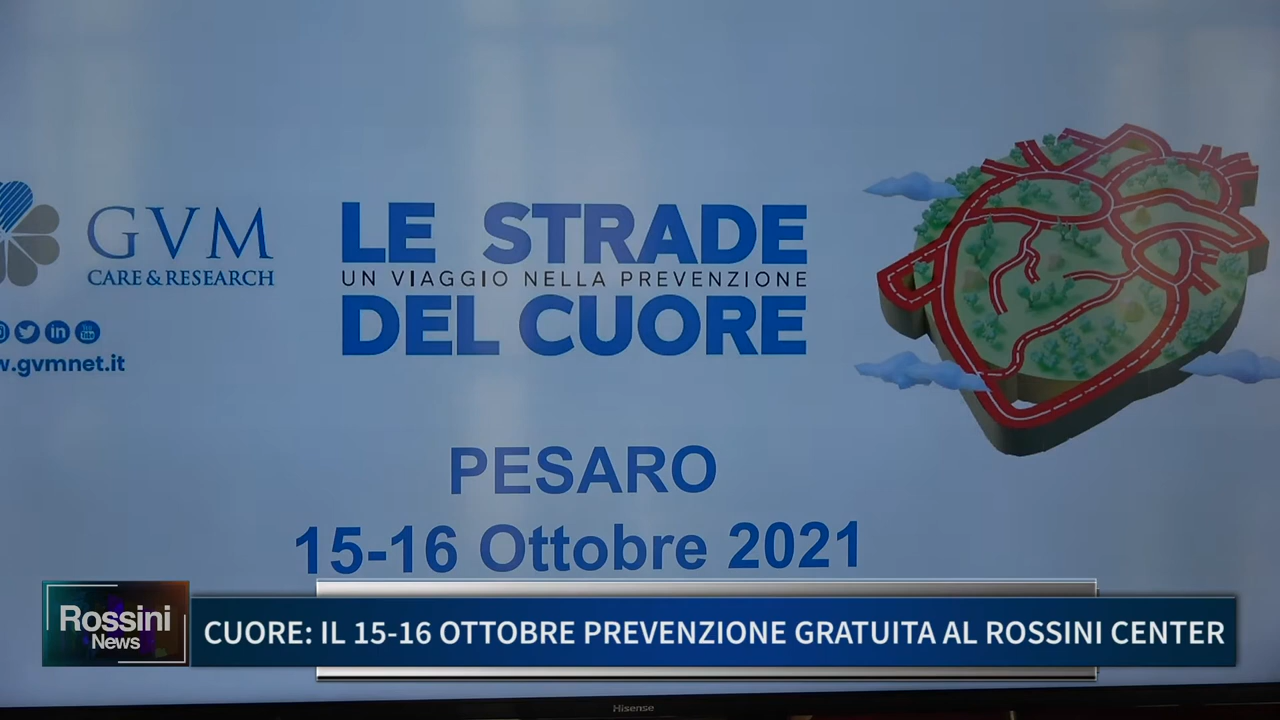 GVM
CARE & RESEARCH
w.gvmnet.it
LE STRADE
UN VIAGGIO NELLA PREVENZIONE
DEL CUORE
PESARO
15-16 Ottobre 2021
Rossini
News
CUORE: IL 15-16 OTTOBRE PREVENZIONE GRATUITA AL ROSSINI CENTER
Hisense